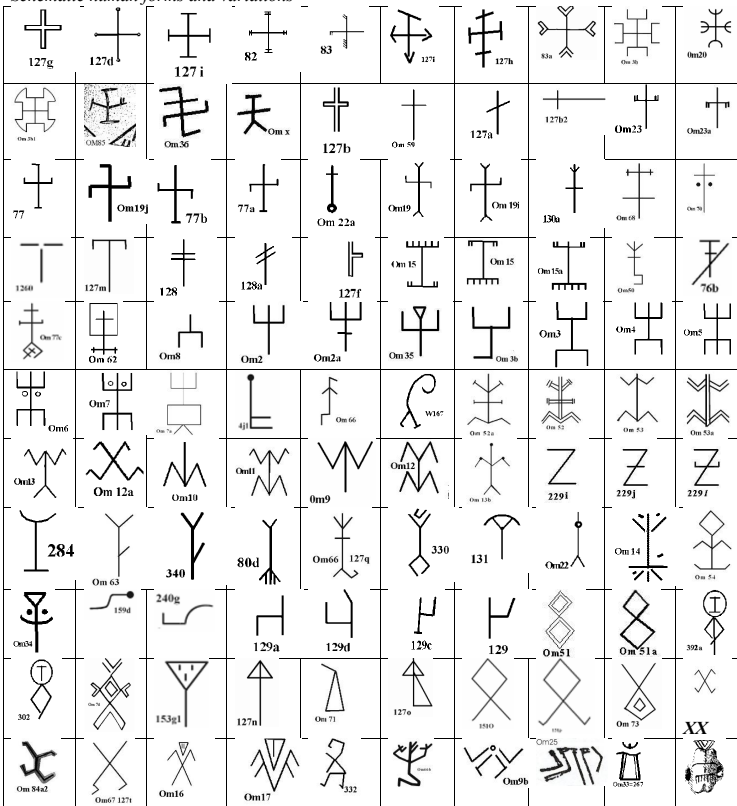 Schematic human forms and variations
127g 127d 127i 82 83 127i 127h 83a Om 3h 0m20
Om 3h1 OM85 Om36 Om x 127b Om 59 127a 127b2 Om23 Om23a
77 Om19j 77b 77a Om 22a Om19 Om 19i 130a Om 68 Om 70
1260 127m 128 128a 127f Om 15 Om 15 Om 15a Om50 76b
Om 77c Om 62 Om8 Om2 Om2a Om 35 Om 3b Om3 Om4 Om5
Om6 Om7 Om 7a 4j1 Om 66 W167 Om 52a Om 52 Om 53 Om 53a
Om13 Om 12a Om10 Om11 0m9 Om12 Om 13b 229i 229j 229l
284 Om 63 340 80d Om66 127q 330 131 Om22 Om 14 Om 54
Om34 159d 240g 129a 129d 129c 129 Om51 Om 51a 392a
302 153g1 127n Om 71 127o 151O Om 73 XX
Om 84a2 Om67 127t Om16 Om17 332 Om9b Om25 Om33=267